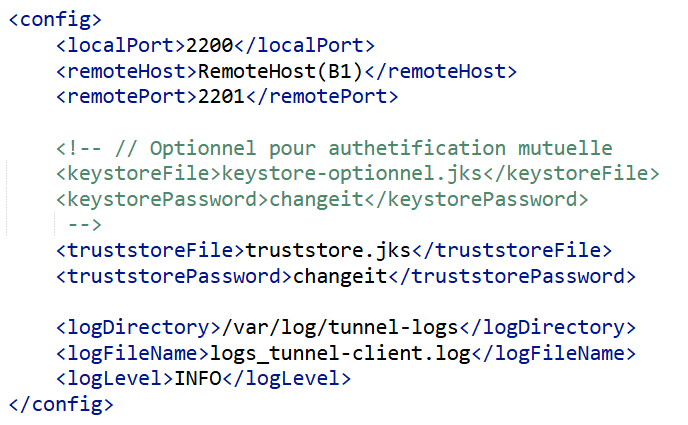 <config>
    <localPort>2200</localPort>
    <remoteHost>RemoteHost(B1)</remoteHost>
    <remotePort>2201</remotePort>

    <!-- // Optionnel pour authetification mutuelle
    <keystoreFile>keystore-optionnel.jks</keystoreFile>
    <keystorePassword>changeit</keystorePassword>
     -->
    <truststoreFile>truststore.jks</truststoreFile>
    <truststorePassword>changeit</truststorePassword>

    <logDirectory>/var/log/tunnel-logs</logDirectory>
    <logFileName>logs_tunnel-client.log</logFileName>
    <logLevel>INFO</logLevel>
</config>